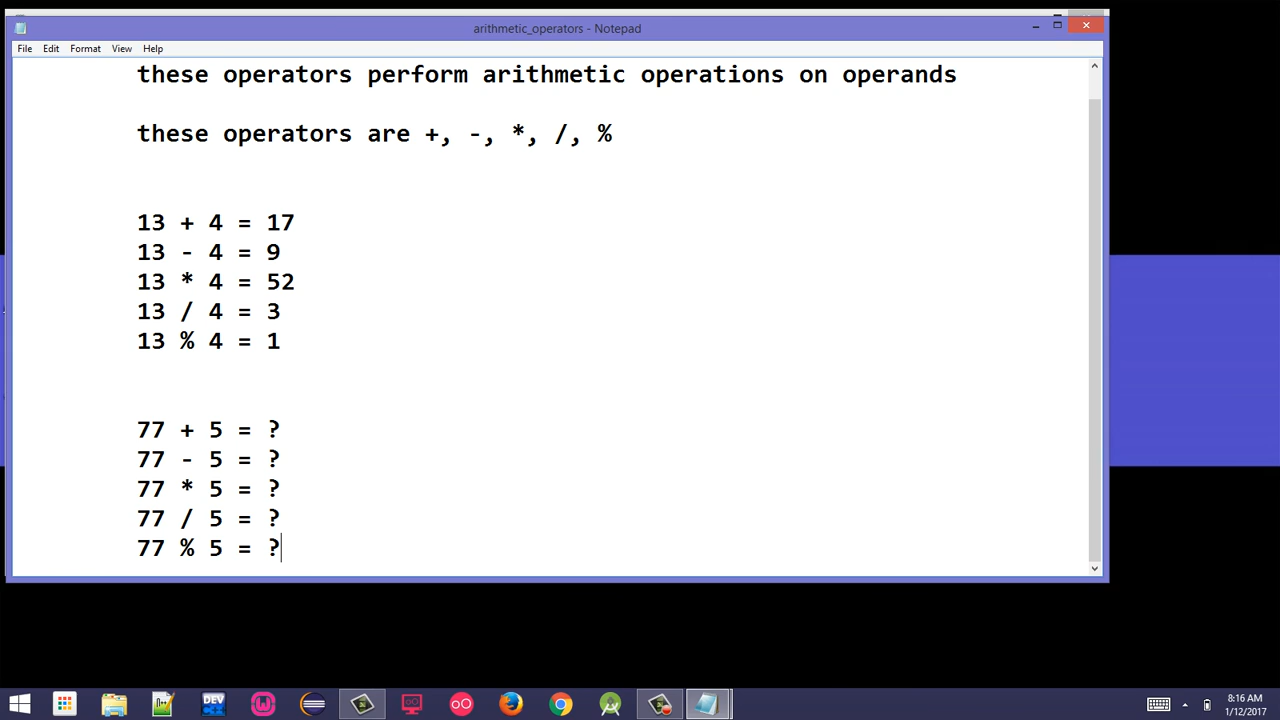 arithmetic_operators - Notepad
File Edit Format View Help
these operators perform arithmetic operations on operands
these operators are +, -, *, /, %
13 + 4 = 17
13 - 4 = 9
13 * 4 = 52
13 / 4 = 3
13 % 4 = 1
77 + 5 = ?
77 - 5 = ?
77 * 5 = ?
77 / 5 = ?
77 % 5 = ?
DEV
8:16 AM
1/12/2017